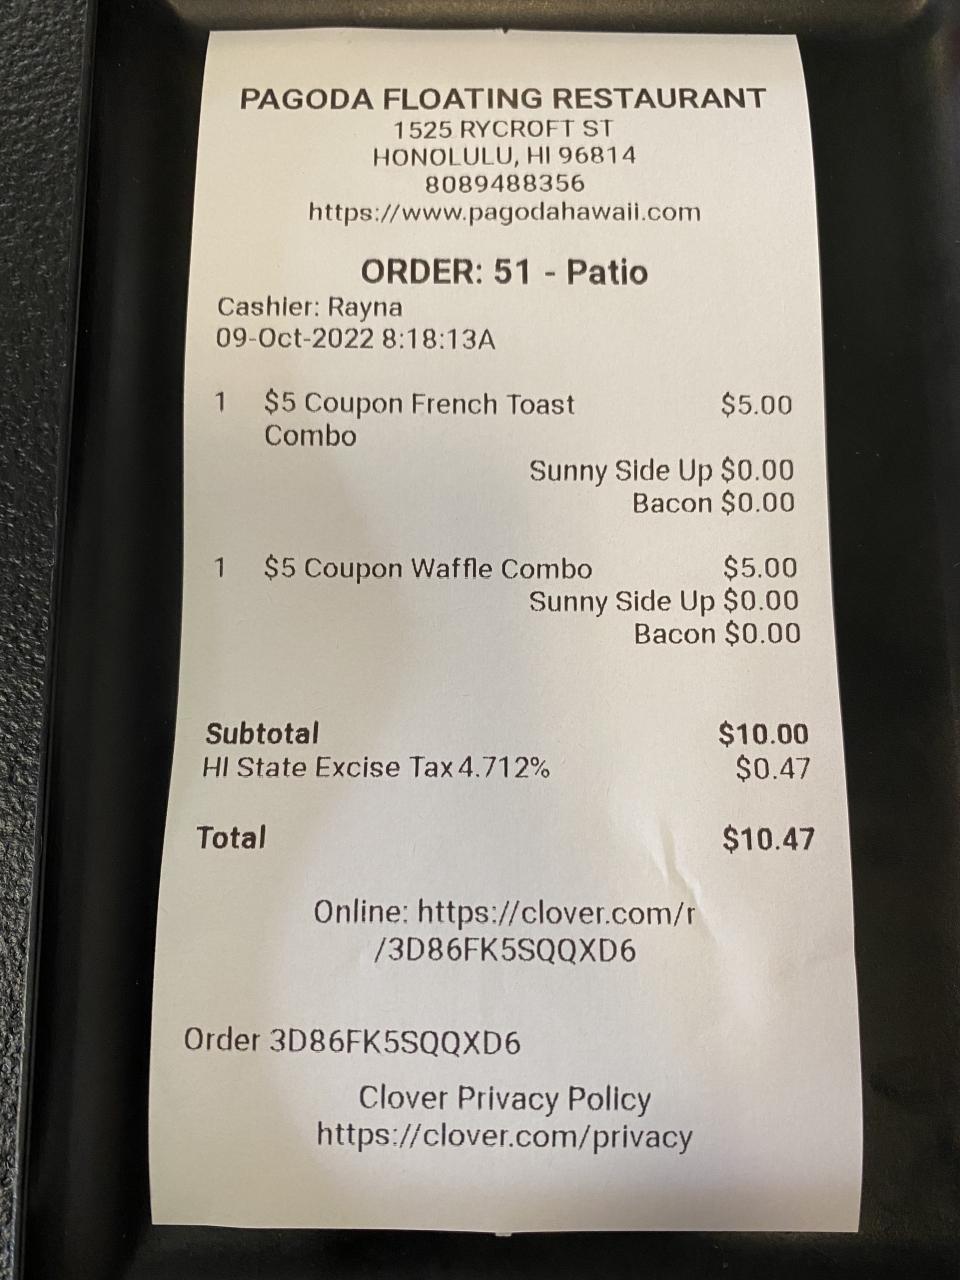 PAGODA FLOATING RESTAURANT
1525 RYCROFT ST
HONOLULU, HI 96814
8089488356
https://www.pagodahawaii.com
ORDER: 51 - Patio
Cashier: Rayna
09-Oct-2022 8:18:13A
1 $5 Coupon French Toast $5.00
Combo
Sunny Side Up $0.00
Bacon $0.00
1 $5 Coupon Waffle Combo $5.00
Sunny Side Up $0.00
Bacon $0.00
Subtotal $10.00
HI State Excise Tax 4.712% $0.47
Total $10.47
Online: https://clover.com/r
/3D86FK5SQQXD6
Order 3D86FK5SQQXD6
Clover Privacy Policy
https://clover.com/privacy